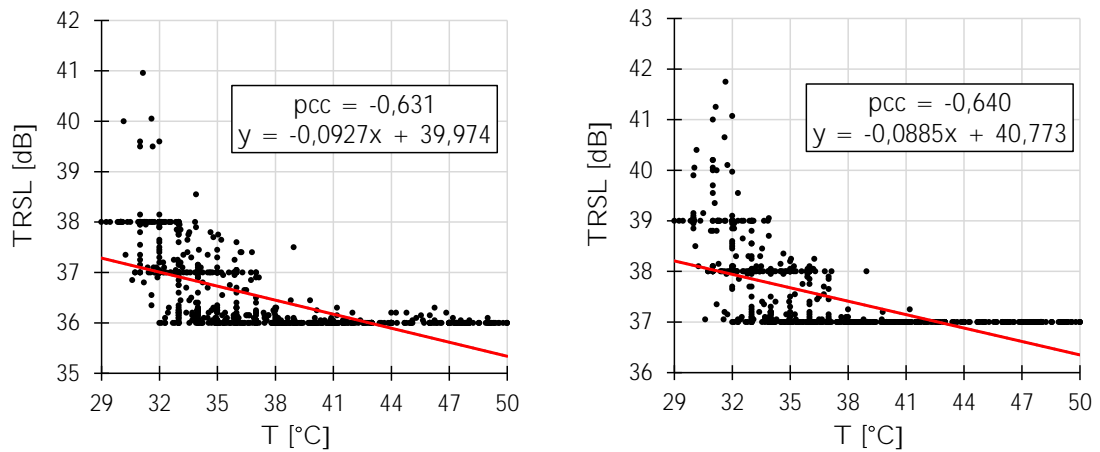 42
41
40
39
38
37
36
35
TRSL [dB]
pcc = -0,631
y = -0,0927x + 39,974
29 32 35 38 41 44 47 50
T [°C]
43
42
41
40
39
38
37
36
TRSL [dB]
pcc = -0,640
y = -0,0885x + 40,773
29 32 35 38 41 44 47 50
T [°C]